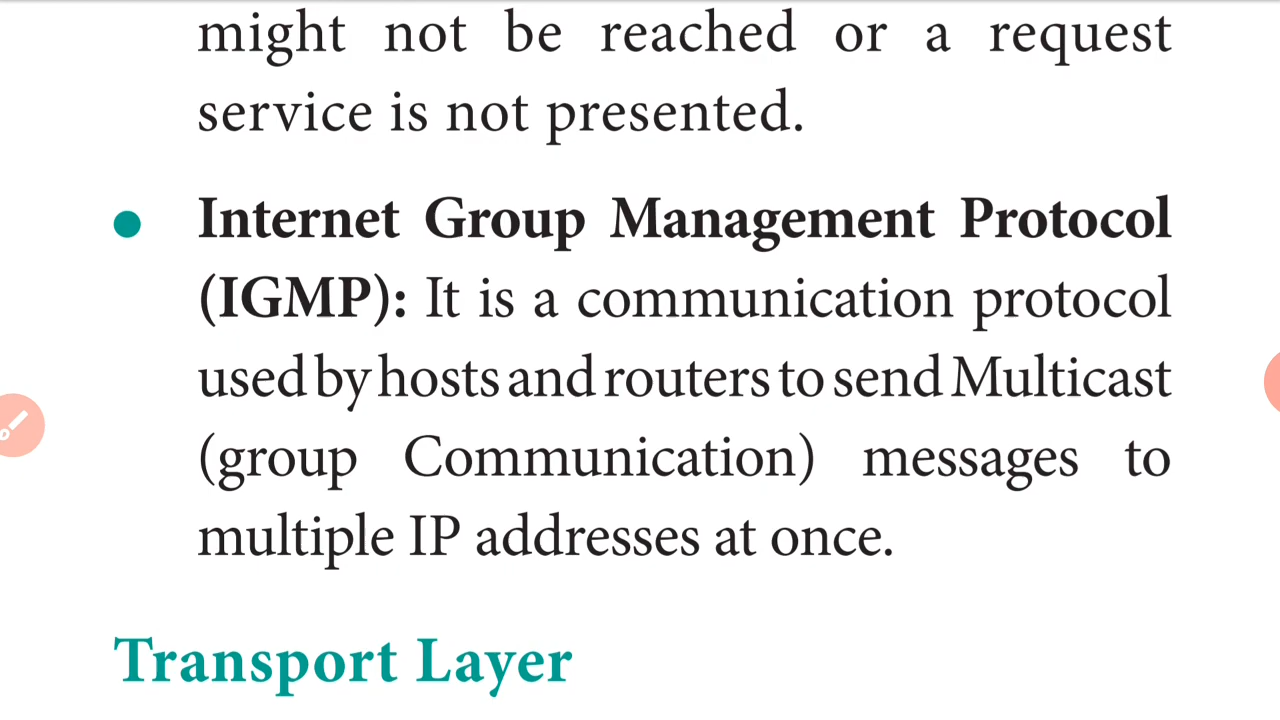 might not be reached or a request
service is not presented.
Internet Group Management Protocol
(IGMP): It is a communication protocol
used by hosts and routers to send Multicast
(group Communication) messages to
multiple IP addresses at once.
Transport Layer